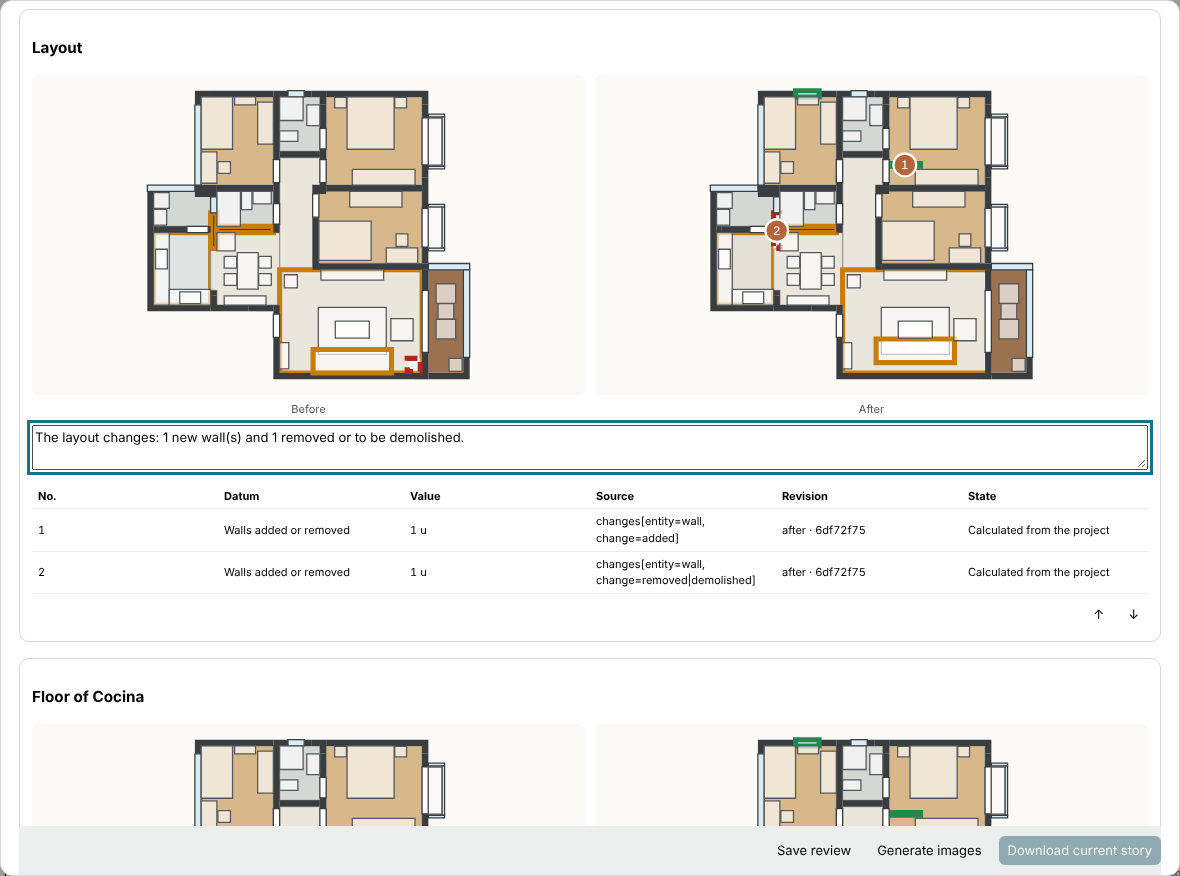 Layout
1
2
Before
After
The layout changes: 1 new wall(s) and 1 removed or to be demolished.
No. Datum Value Source Revision State
1 Walls added or removed 1 u changes[entity=wall, change=added] after · 6df72f75 Calculated from the project
2 Walls added or removed 1 u changes[entity=wall, change=removed|demolished] after · 6df72f75 Calculated from the project
Floor of Cocina
Save review
Generate images
Download current story